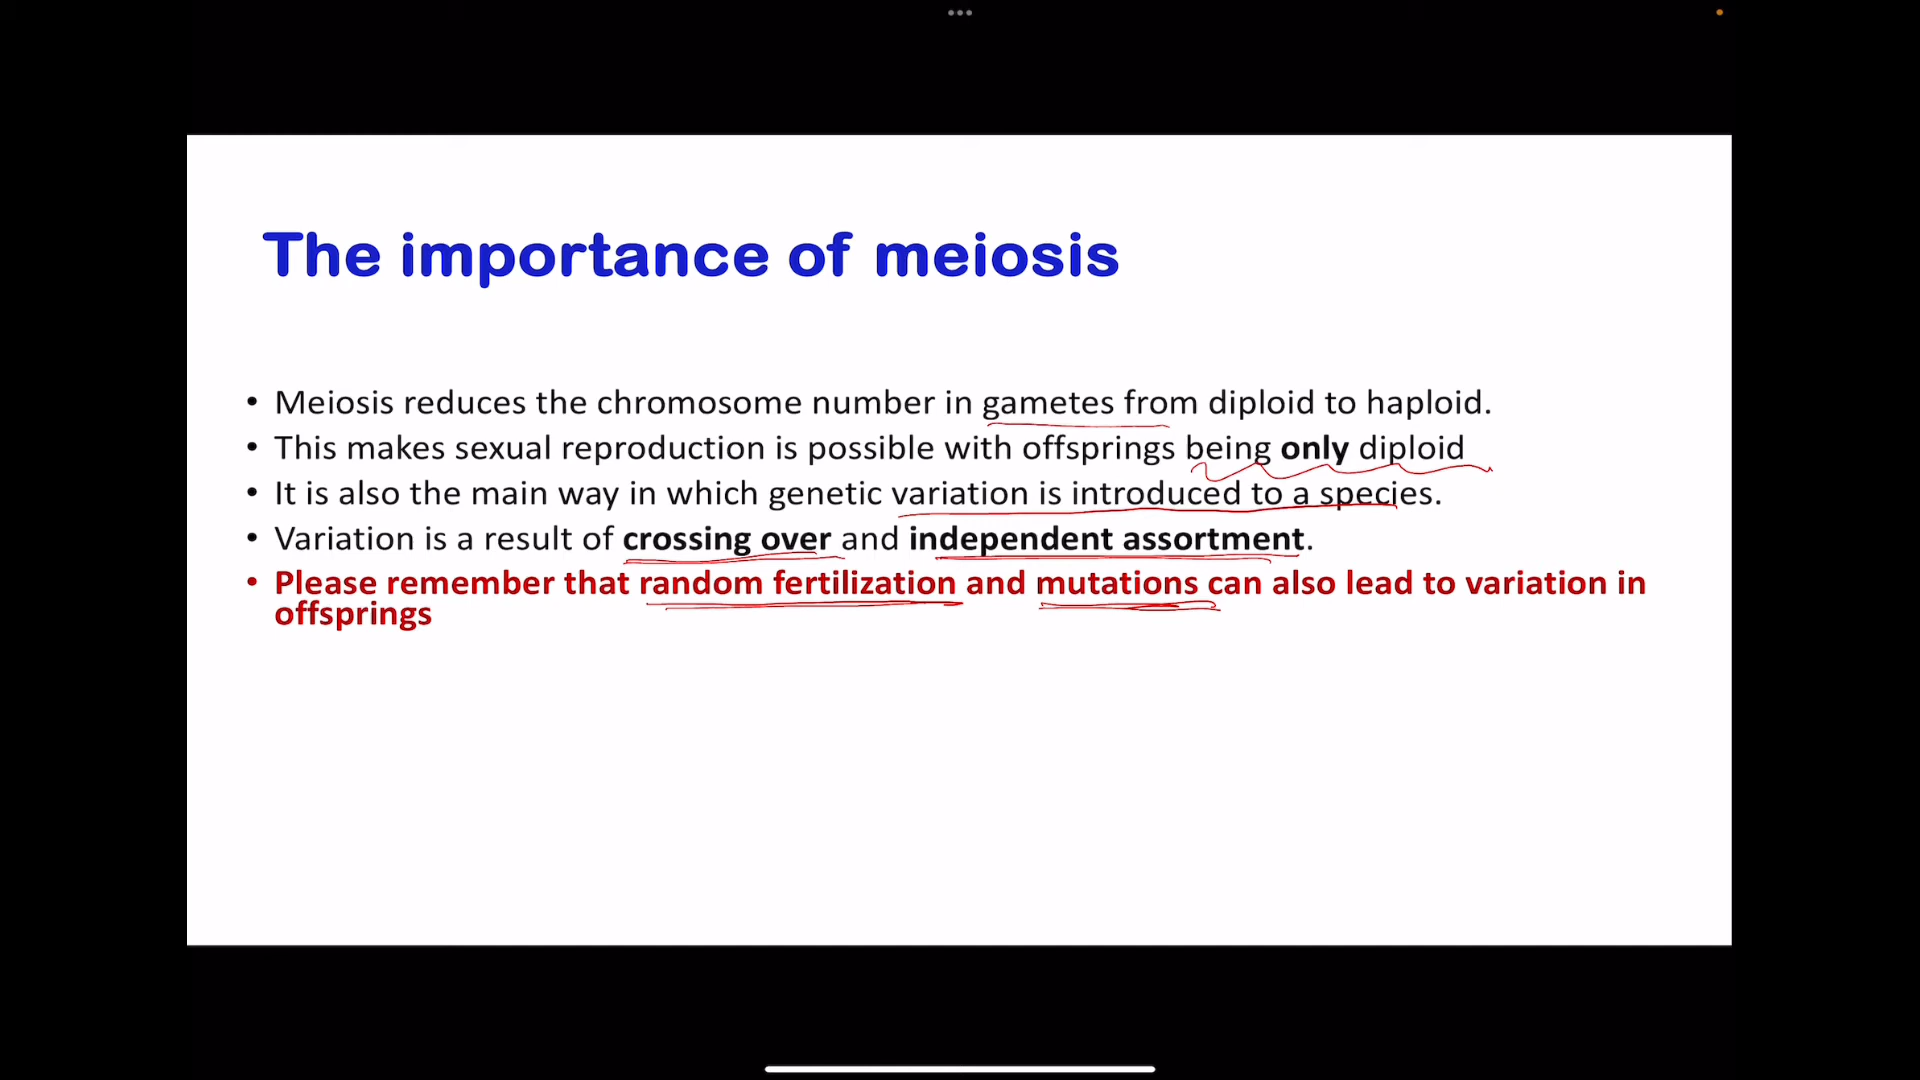 The importance of meiosis
• Meiosis reduces the chromosome number in gametes from diploid to haploid.
• This makes sexual reproduction is possible with offsprings being only diploid
• It is also the main way in which genetic variation is introduced to a species.
• Variation is a result of crossing over and independent assortment.
• Please remember that random fertilization and mutations can also lead to variation in
offsprings